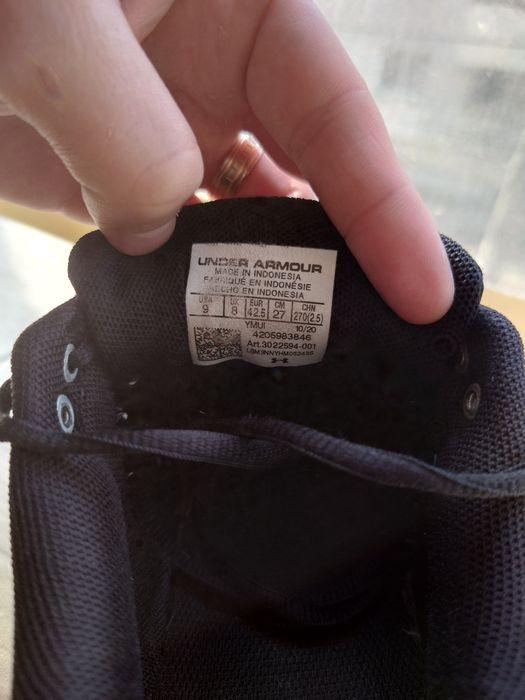 UNDER ARMOUR
MADE IN INDONESIA
FABRIQUÉ EN INDONÉSIE
HECHO EN INDONESIA
USA UK EUR CM CHN
9 8 42.5 27 270(2.5)
YMUI 10/20
4205983846
Art.3022594-001